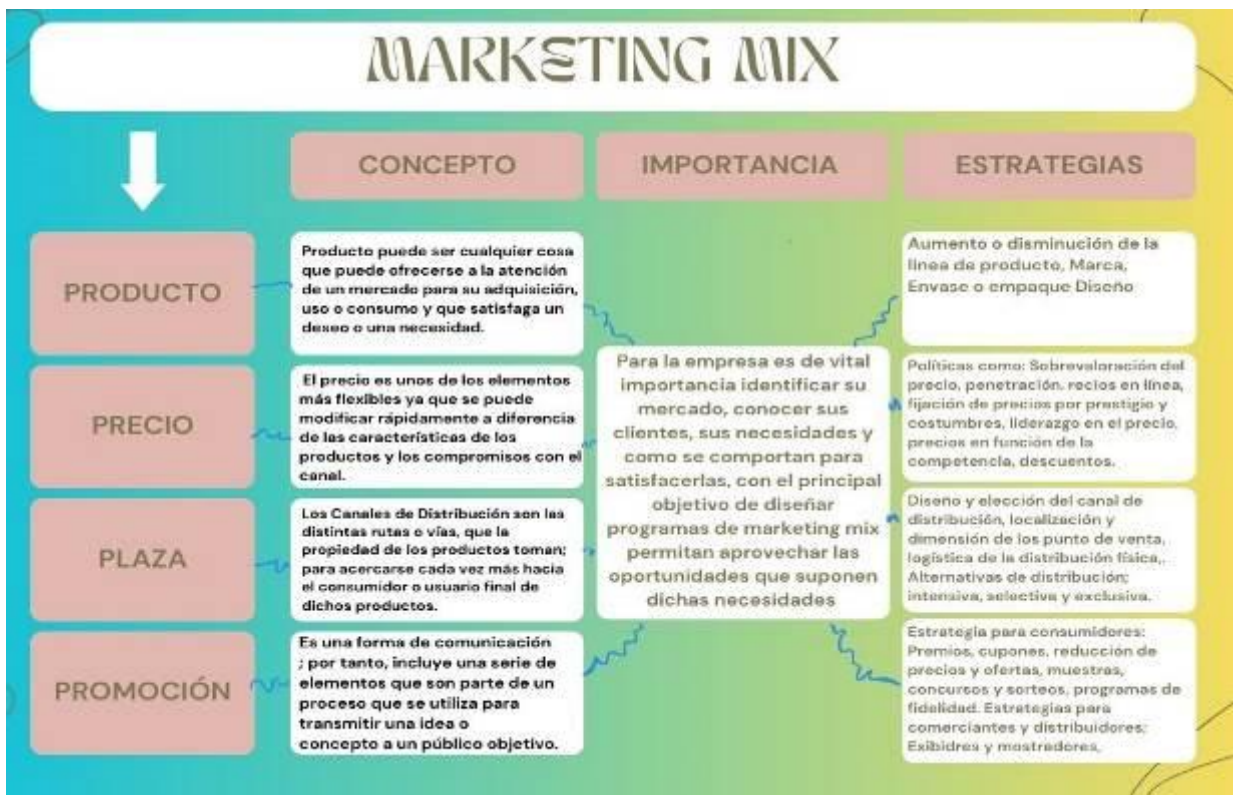 MARKETING MIX
CONCEPTO
IMPORTANCIA
ESTRATEGIAS
PRODUCTO
Producto puede ser cualquier cosa
que puede ofrecerse a la atención
de un mercado para su adquisición,
uso o consumo y que satisfaga un
deseo o una necesidad.
Aumento o disminución de la
linea de producto, Marca,
Envase o empaque Diseño
PRECIO
El precio es unos de los elementos
más flexibles ya que se puede
modificar rápidamente a diferencia
de las características de los
productos y los compromisos con el
canal.
Para la empresa es de vital
importancia identificar su
mercado, conocer sus
clientes, sus necesidades y
como se comportan para
satisfacerlas, con el principal
objetivo de diseñar
programas de marketing mix
permitan aprovechar las
oportunidades que suponen
dichas necesidades
Políticas como: Sobrevaloración del
precio, penetración, recios en línea,
fijación de precios por prestigio y
costumbres, liderazgo en el precio,
precios en función de la
competencia, descuentos.
PLAZA
Los Canales de Distribución son las
distintas rutas o vías, que la
propiedad de los productos toman;
para acercarse cada vez más hacia
el consumidor o usuario final de
dichos productos.
Diseno y elección del canal de
distribución, localización y
dimensión de los punto de venta,
logística de la distribución física,.
Alternativas de distribución;
intensiva, selectiva y exclusiva.
PROMOCIÓN
Es una forma de comunicación
; por tanto, incluye una serie de
elementos que son parte de un
proceso que se utiliza para
transmitir una idea o
concepto a un público objetivo.
Estrategia para consumidores:
Premios, cupones, reducción de
precios y ofertas, muestras,
concursos y sorteos, programas de
fidelidad. Estrategias para
comerciantes y distribuidores;
Exibidres y mostradores,